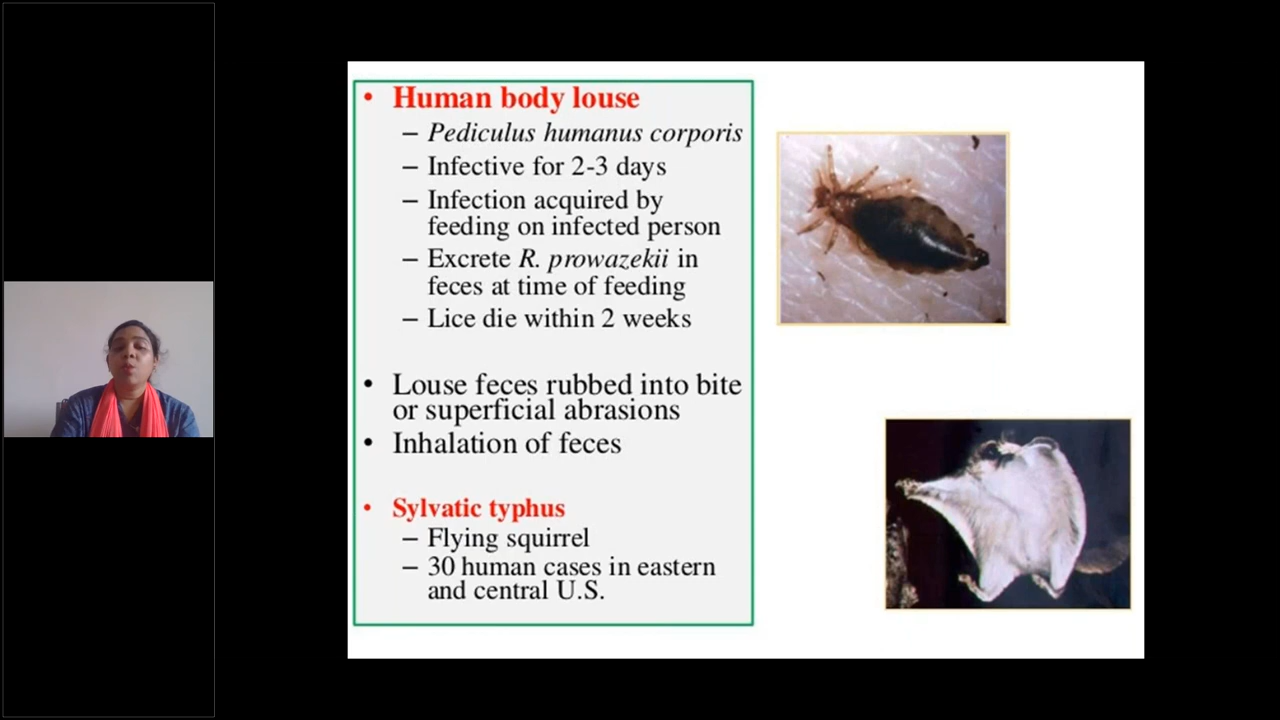 • Human body louse
– Pediculus humanus corporis
– Infective for 2-3 days
– Infection acquired by
feeding on infected person
– Excrete R. prowazekii in
feces at time of feeding
– Lice die within 2 weeks
• Louse feces rubbed into bite
or superficial abrasions
• Inhalation of feces
• Sylvatic typhus
– Flying squirrel
– 30 human cases in eastern
and central U.S.